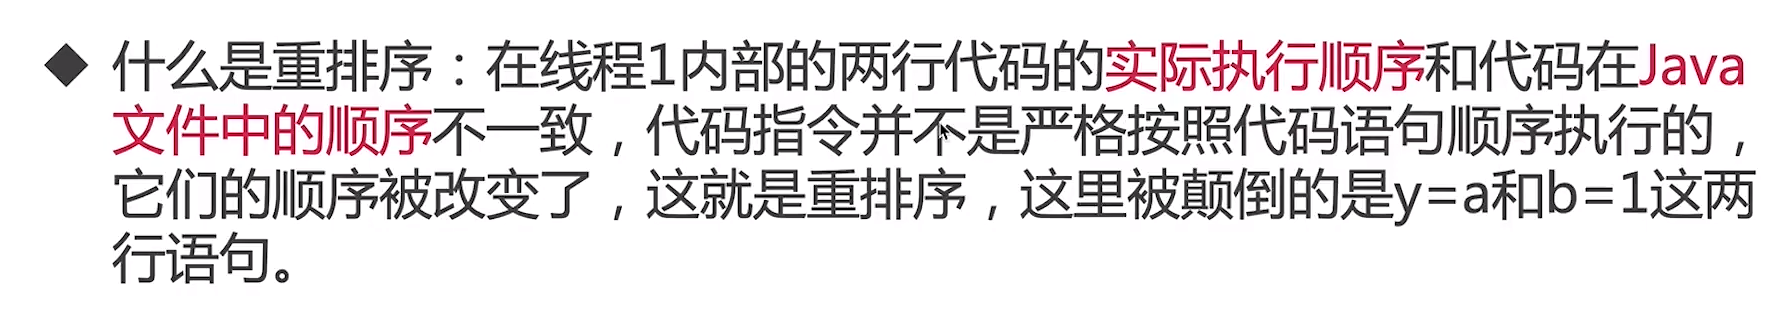 ◆ 什么是重排序：在线程1内部的两行代码的实际执行顺序和代码在Java
文件中的顺序不一致，代码指令并不是严格按照代码语句顺序执行的，
它们的顺序被改变了，这就是重排序，这里被颠倒的是y=a和b=1这两
行语句。